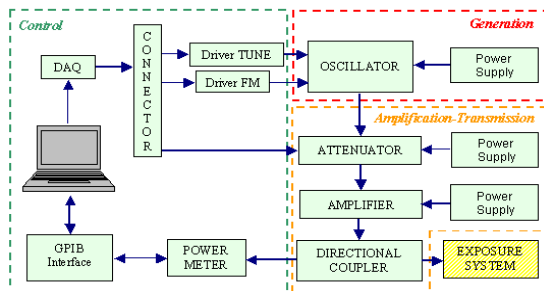 Control
Generation
DAQ
CONNECTOR
Driver TUNE
Driver FM
OSCILLATOR
Power
Supply
Amplification-Transmission
ATTENUATOR
Power
Supply
AMPLIFIER
Power
Supply
GPIB
Interface
POWER
METER
DIRECTIONAL
COUPLER
EXPOSURE
SYSTEM